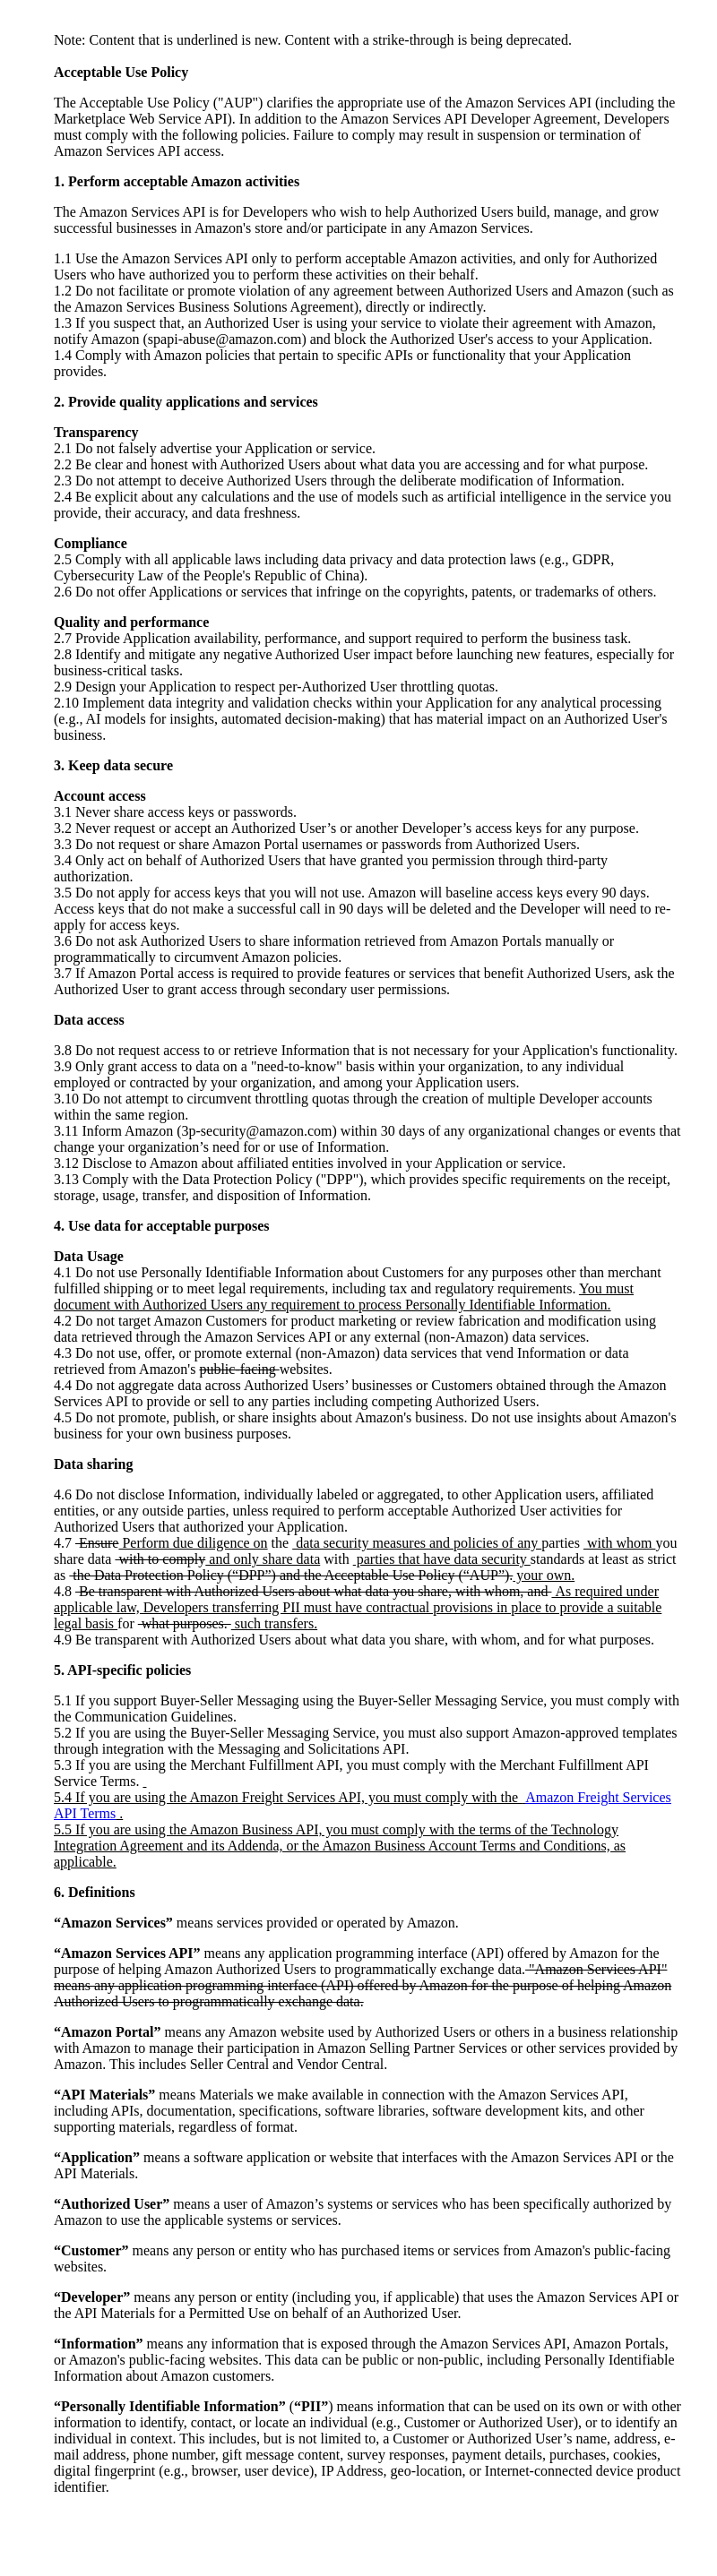 Note: Content that is underlined is new. Content with a strike-through is being deprecated.
Acceptable Use Policy
The Acceptable Use Policy ("AUP") clarifies the appropriate use of the Amazon Services API (including the
Marketplace Web Service API). In addition to the Amazon Services API Developer Agreement, Developers
must comply with the following policies. Failure to comply may result in suspension or termination of
Amazon Services API access.
1. Perform acceptable Amazon activities
The Amazon Services API is for Developers who wish to help Authorized Users build, manage, and grow
successful businesses in Amazon's store and/or participate in any Amazon Services.
1.1 Use the Amazon Services API only to perform acceptable Amazon activities, and only for Authorized
Users who have authorized you to perform these activities on their behalf.
1.2 Do not facilitate or promote violation of any agreement between Authorized Users and Amazon (such as
the Amazon Services Business Solutions Agreement), directly or indirectly.
1.3 If you suspect that, an Authorized User is using your service to violate their agreement with Amazon,
notify Amazon (spapi-abuse@amazon.com) and block the Authorized User's access to your Application.
1.4 Comply with Amazon policies that pertain to specific APIs or functionality that your Application
provides.
2. Provide quality applications and services
Transparency
2.1 Do not falsely advertise your Application or service.
2.2 Be clear and honest with Authorized Users about what data you are accessing and for what purpose.
2.3 Do not attempt to deceive Authorized Users through the deliberate modification of Information.
2.4 Be explicit about any calculations and the use of models such as artificial intelligence in the service you
provide, their accuracy, and data freshness.
Compliance
2.5 Comply with all applicable laws including data privacy and data protection laws (e.g., GDPR,
Cybersecurity Law of the People's Republic of China).
2.6 Do not offer Applications or services that infringe on the copyrights, patents, or trademarks of others.
Quality and performance
2.7 Provide Application availability, performance, and support required to perform the business task.
2.8 Identify and mitigate any negative Authorized User impact before launching new features, especially for
business-critical tasks.
2.9 Design your Application to respect per-Authorized User throttling quotas.
2.10 Implement data integrity and validation checks within your Application for any analytical processing
(e.g., AI models for insights, automated decision-making) that has material impact on an Authorized User's
business.
3. Keep data secure
Account access
3.1 Never share access keys or passwords.
3.2 Never request or accept an Authorized User’s or another Developer’s access keys for any purpose.
3.3 Do not request or share Amazon Portal usernames or passwords from Authorized Users.
3.4 Only act on behalf of Authorized Users that have granted you permission through third-party
authorization.
3.5 Do not apply for access keys that you will not use. Amazon will baseline access keys every 90 days.
Access keys that do not make a successful call in 90 days will be deleted and the Developer will need to re-
apply for access keys.
3.6 Do not ask Authorized Users to share information retrieved from Amazon Portals manually or
programmatically to circumvent Amazon policies.
3.7 If Amazon Portal access is required to provide features or services that benefit Authorized Users, ask the
Authorized User to grant access through secondary user permissions.
Data access
3.8 Do not request access to or retrieve Information that is not necessary for your Application's functionality.
3.9 Only grant access to data on a "need-to-know" basis within your organization, to any individual
employed or contracted by your organization, and among your Application users.
3.10 Do not attempt to circumvent throttling quotas through the creation of multiple Developer accounts
within the same region.
3.11 Inform Amazon (3p-security@amazon.com) within 30 days of any organizational changes or events that
change your organization’s need for or use of Information.
3.12 Disclose to Amazon about affiliated entities involved in your Application or service.
3.13 Comply with the Data Protection Policy ("DPP"), which provides specific requirements on the receipt,
storage, usage, transfer, and disposition of Information.
4. Use data for acceptable purposes
Data Usage
4.1 Do not use Personally Identifiable Information about Customers for any purposes other than merchant
fulfilled shipping or to meet legal requirements, including tax and regulatory requirements. You must
document with Authorized Users any requirement to process Personally Identifiable Information.
4.2 Do not target Amazon Customers for product marketing or review fabrication and modification using
data retrieved through the Amazon Services API or any external (non-Amazon) data services.
4.3 Do not use, offer, or promote external (non-Amazon) data services that vend Information or data
retrieved from Amazon's public-facing websites.
4.4 Do not aggregate data across Authorized Users’ businesses or Customers obtained through the Amazon
Services API to provide or sell to any parties including competing Authorized Users.
4.5 Do not promote, publish, or share insights about Amazon's business. Do not use insights about Amazon's
business for your own business purposes.
Data sharing
4.6 Do not disclose Information, individually labeled or aggregated, to other Application users, affiliated
entities, or any outside parties, unless required to perform acceptable Authorized User activities for
Authorized Users that authorized your Application.
4.7 Ensure Perform due diligence on the data security measures and policies of any parties with whom you
share data with to comply and only share data with parties that have data security standards at least as strict
as the Data Protection Policy (“DPP”) and the Acceptable Use Policy (“AUP”). your own.
4.8 Be transparent with Authorized Users about what data you share, with whom, and As required under
applicable law, Developers transferring PII must have contractual provisions in place to provide a suitable
legal basis for what purposes. such transfers.
4.9 Be transparent with Authorized Users about what data you share, with whom, and for what purposes.
5. API-specific policies
5.1 If you support Buyer-Seller Messaging using the Buyer-Seller Messaging Service, you must comply with
the Communication Guidelines.
5.2 If you are using the Buyer-Seller Messaging Service, you must also support Amazon-approved templates
through integration with the Messaging and Solicitations API.
5.3 If you are using the Merchant Fulfillment API, you must comply with the Merchant Fulfillment API
Service Terms.
5.4 If you are using the Amazon Freight Services API, you must comply with the Amazon Freight Services
API Terms .
5.5 If you are using the Amazon Business API, you must comply with the terms of the Technology
Integration Agreement and its Addenda, or the Amazon Business Account Terms and Conditions, as
applicable.
6. Definitions
“Amazon Services” means services provided or operated by Amazon.
“Amazon Services API” means any application programming interface (API) offered by Amazon for the
purpose of helping Amazon Authorized Users to programmatically exchange data. "Amazon Services API"
means any application programming interface (API) offered by Amazon for the purpose of helping Amazon
Authorized Users to programmatically exchange data.
“Amazon Portal” means any Amazon website used by Authorized Users or others in a business relationship
with Amazon to manage their participation in Amazon Selling Partner Services or other services provided by
Amazon. This includes Seller Central and Vendor Central.
“API Materials” means Materials we make available in connection with the Amazon Services API,
including APIs, documentation, specifications, software libraries, software development kits, and other
supporting materials, regardless of format.
“Application” means a software application or website that interfaces with the Amazon Services API or the
API Materials.
“Authorized User” means a user of Amazon’s systems or services who has been specifically authorized by
Amazon to use the applicable systems or services.
“Customer” means any person or entity who has purchased items or services from Amazon's public-facing
websites.
“Developer” means any person or entity (including you, if applicable) that uses the Amazon Services API or
the API Materials for a Permitted Use on behalf of an Authorized User.
“Information” means any information that is exposed through the Amazon Services API, Amazon Portals,
or Amazon's public-facing websites. This data can be public or non-public, including Personally Identifiable
Information about Amazon customers.
“Personally Identifiable Information” (“PII”) means information that can be used on its own or with other
information to identify, contact, or locate an individual (e.g., Customer or Authorized User), or to identify an
individual in context. This includes, but is not limited to, a Customer or Authorized User’s name, address, e-
mail address, phone number, gift message content, survey responses, payment details, purchases, cookies,
digital fingerprint (e.g., browser, user device), IP Address, geo-location, or Internet-connected device product
identifier.